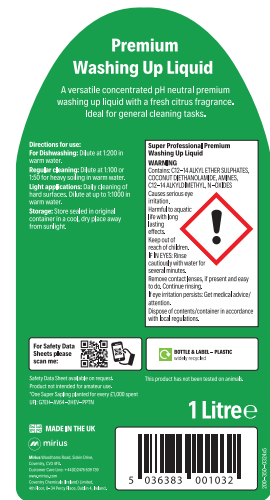 Premium
Washing Up Liquid
A versatile concentrated pH neutral premium
washing up liquid with a fresh citrus fragrance.
Ideal for general cleaning tasks.
Directions for use:
For Dishwashing: Dilute at 1:200 in
warm water.
Regular cleaning: Dilute at 1:100 or
1:50 for heavy soiling in warm water.
Light applications: Daily cleaning of
hard surfaces. Dilute at up to 1:1000 in
warm water.
Storage: Store sealed in original
container in a cool, dry place away
from sunlight.
Super Professional Premium
Washing Up Liquid
WARNING
Contains: C12-14 ALKYL ETHER SULPHATES,
COCONUT DIETHANOLAMIDE, AMINES,
C12-14 ALKYLDIMETHYL, N-OXIDES
Causes serious eye
irritation.
Harmful to aquatic
life with long
lasting
effects.
Keep out of
reach of children.
IF IN EYES: Rinse
cautiously with water for
several minutes.
Remove contact lenses, if present and easy
to do. Continue rinsing.
If eye irritation persists: Get medical advice/
attention.
Dispose of contents/container in accordance
with local regulations.
For Safety Data
Sheets please
scan me:
BOTTLE & LABEL – PLASTIC
widely recycled
Safety Data Sheet available on request.
Product not intended for amateur use.
*One Super Sapling planted for every £1,000 spent
This product has not been tested on animals.
1 Litre e
MADE IN THE UK
mirius
5 036383 001032